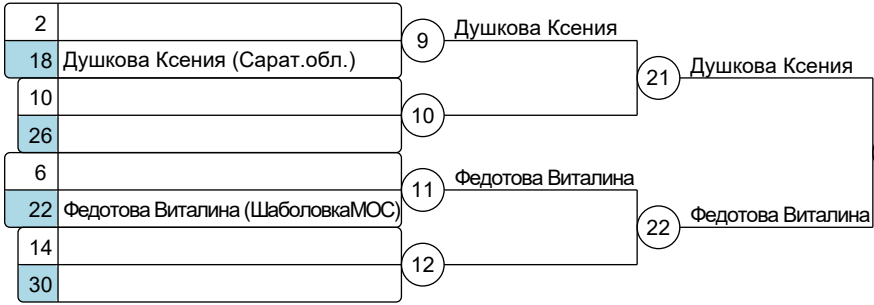 2
18 Душкова Ксения (Сарат.обл.)
9 Душкова Ксения
10
26
10
21 Душкова Ксения
6
22 Федотова Виталина (ШаболовкаМОС)
11 Федотова Виталина
14
30
12
22 Федотова Виталина